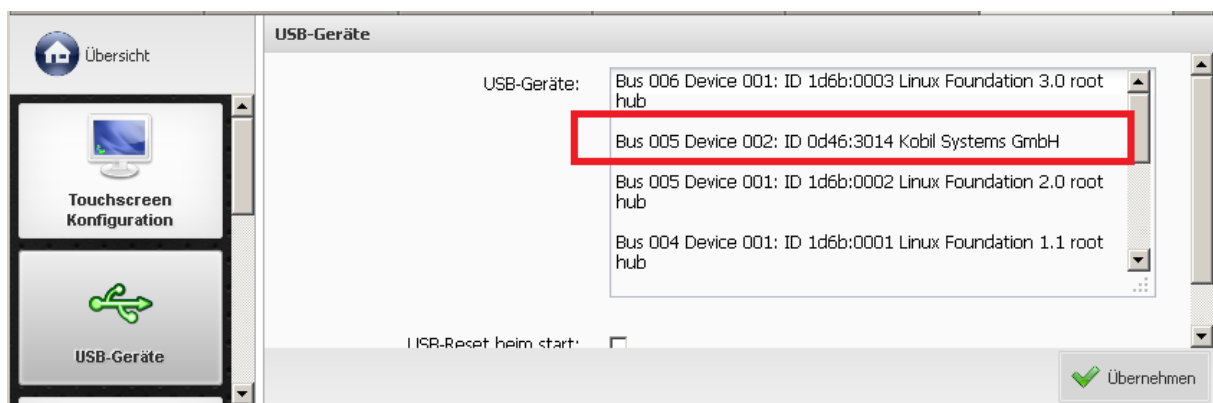 Übersicht
Touchscreen
Konfiguration
USB-Geräte
USB-Geräte
USB-Geräte:
Bus 006 Device 001: ID 1d6b:0003 Linux Foundation 3.0 root
hub
Bus 005 Device 002: ID 0d46:3014 Kobil Systems GmbH
Bus 005 Device 001: ID 1d6b:0002 Linux Foundation 2.0 root
hub
Bus 004 Device 001: ID 1d6b:0001 Linux Foundation 1.1 root
hub
USB-Reset beim start:
Übernehmen